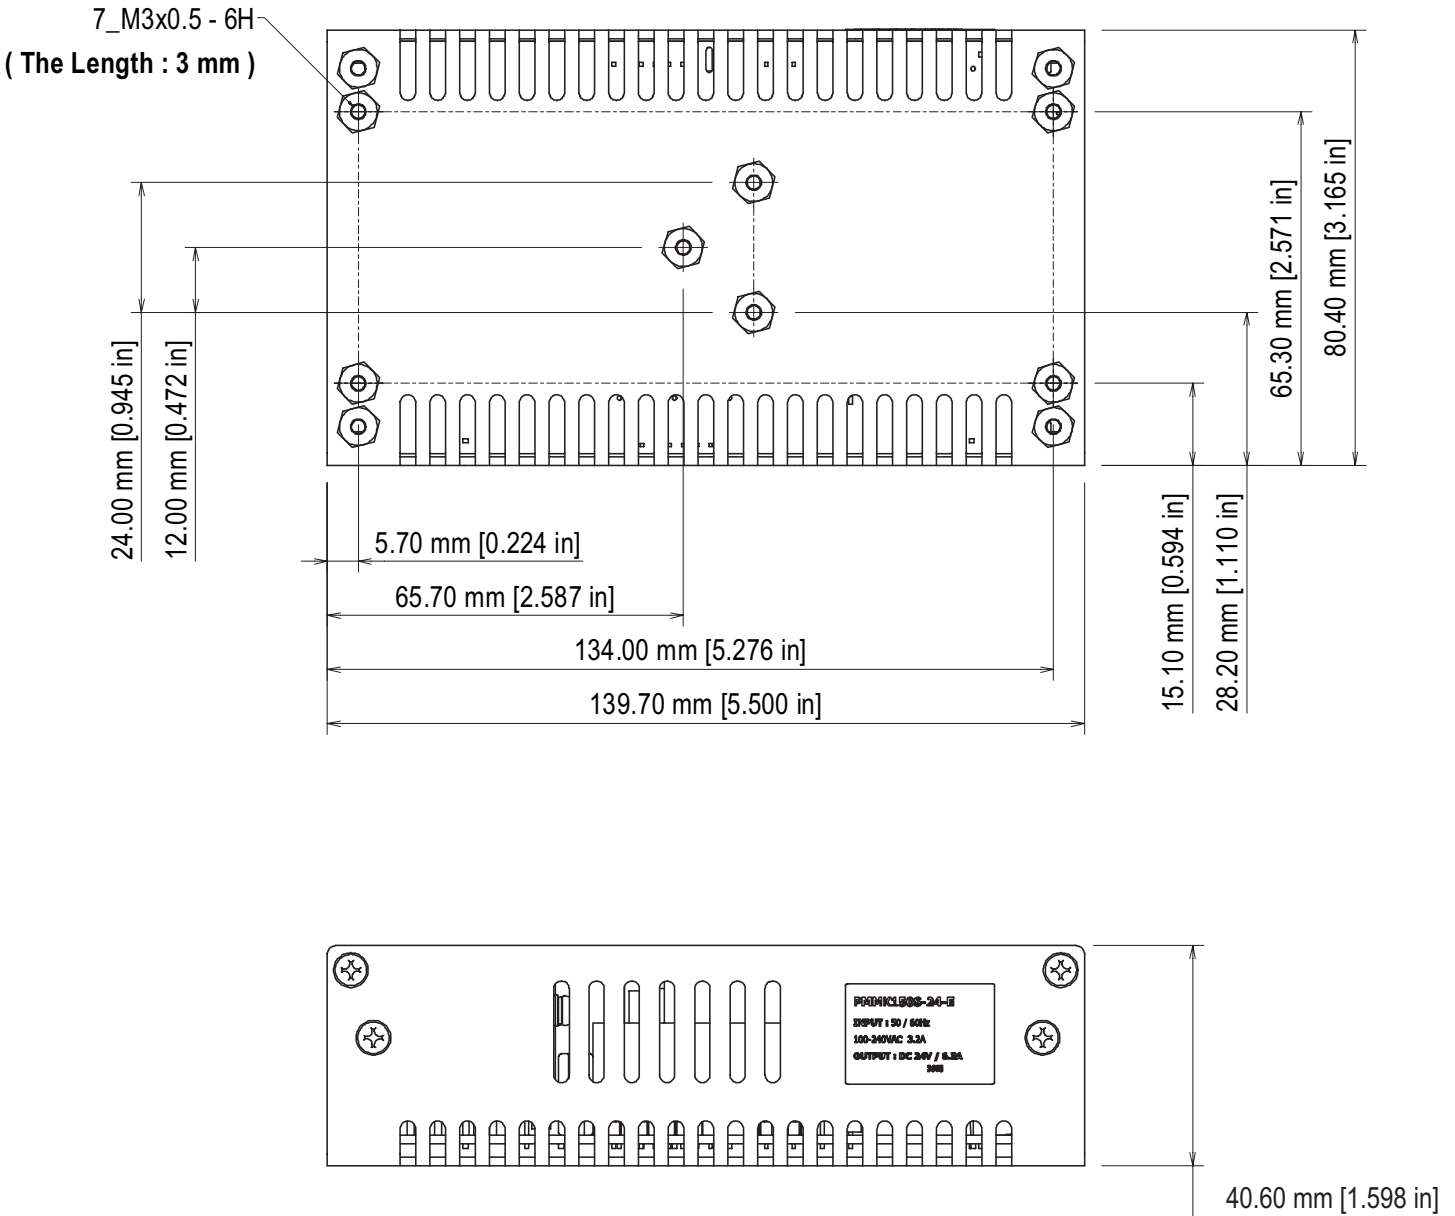 7_M3x0.5 - 6H
( The Length : 3 mm )
24.00 mm [0.945 in]
12.00 mm [0.472 in]
65.30 mm [2.571 in]
80.40 mm [3.165 in]
5.70 mm [0.224 in]
65.70 mm [2.587 in]
134.00 mm [5.276 in]
139.70 mm [5.500 in]
15.10 mm [0.594 in]
28.20 mm [1.110 in]
INPUT : 50 / 60Hz
100-240VAC 3.2A
OUTPUT : DC 24V /
40.60 mm [1.598 in]